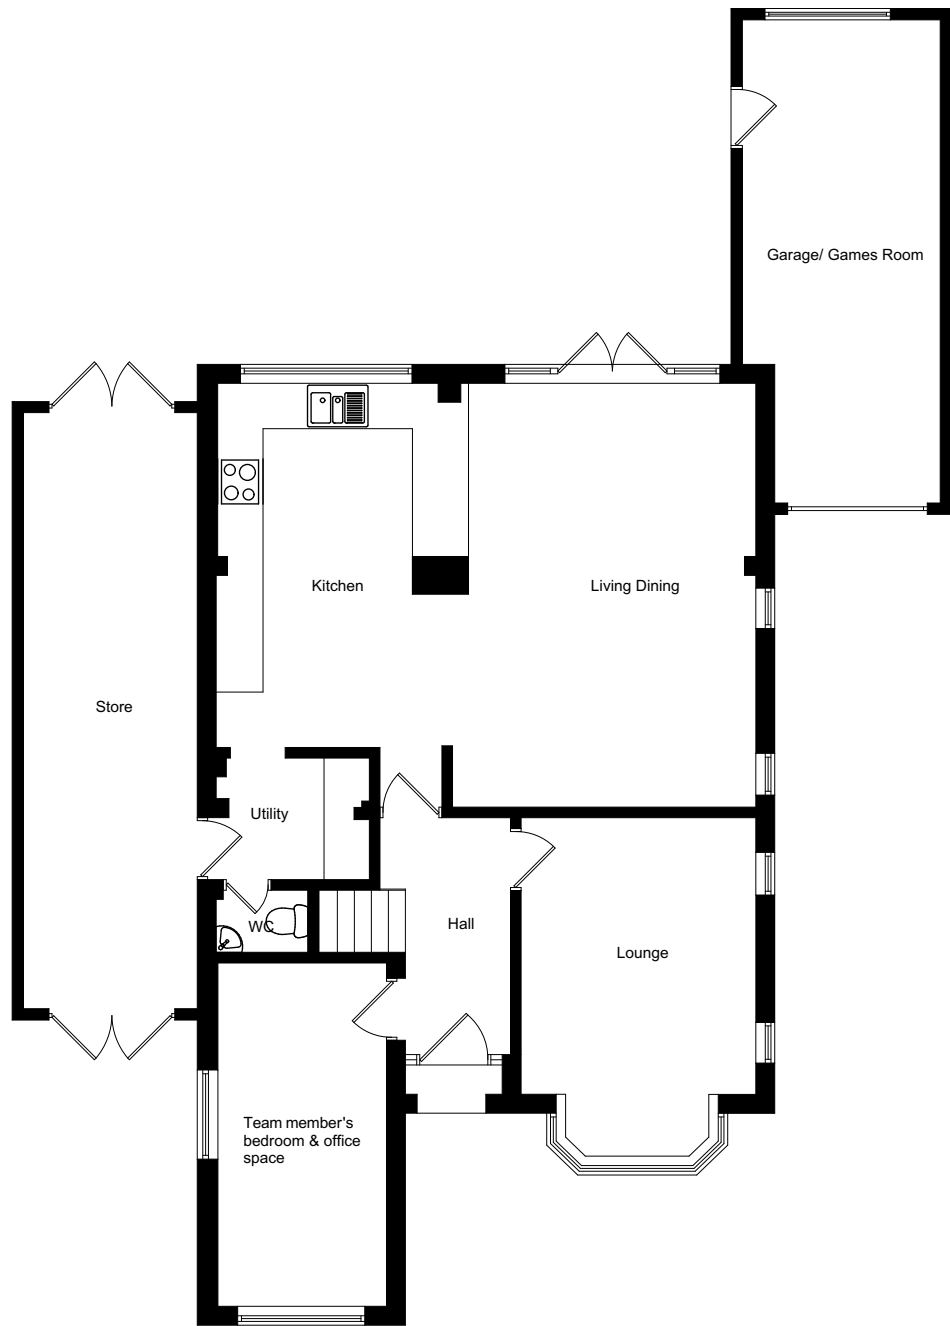 Garage/ Games Room
Kitchen
Living Dining
Store
Utility
WC
Hall
Lounge
Team member's
bedroom & office
space